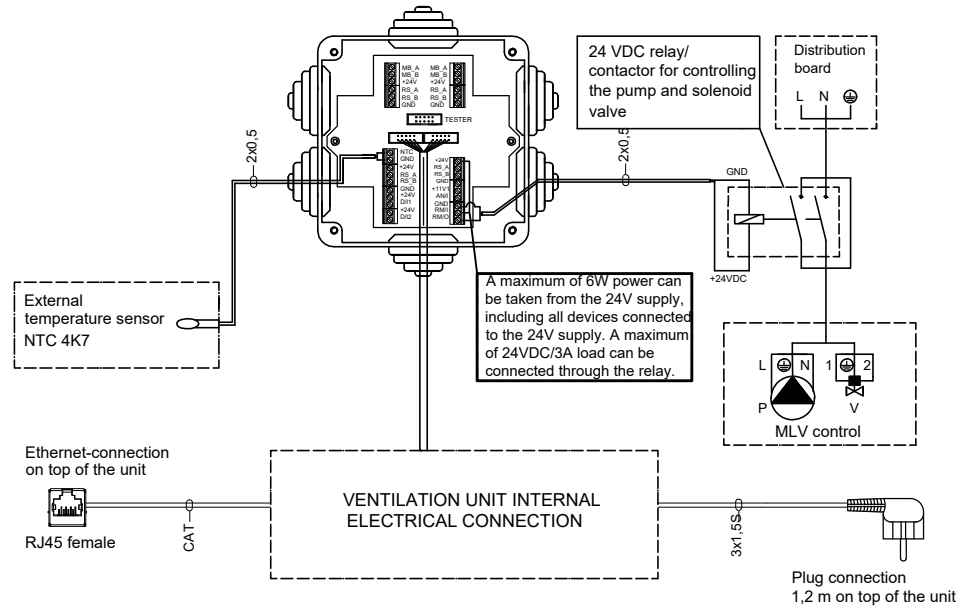 24 VDC relay/
contactor for controlling
the pump and solenoid
valve
Distribution
board
L N
MB_A
MB_B
+24V
RS_A
RS_B
GND
MB_A
MB_B
+24V
RS_A
RS_B
GND
TESTER
NTC
GND
+24V
RS_A
RS_B
GND
+24V
D/I1
+24V
D/I2
+24V
RS_A
RS_B
GND
+11V1
AN/I
GND
RM/I
RM/O
2x0,5
2x0,5
GND
+24VDC
A maximum of 6W power can
be taken from the 24V supply,
including all devices connected
to the 24V supply. A maximum
of 24VDC/3A load can be
connected through the relay.
External
temperature sensor
NTC 4K7
L N 1 2
P V
MLV control
Ethernet-connection
on top of the unit
RJ45 female
CAT
VENTILATION UNIT INTERNAL
ELECTRICAL CONNECTION
3x1,5S
Plug connection
1,2 m on top of the unit